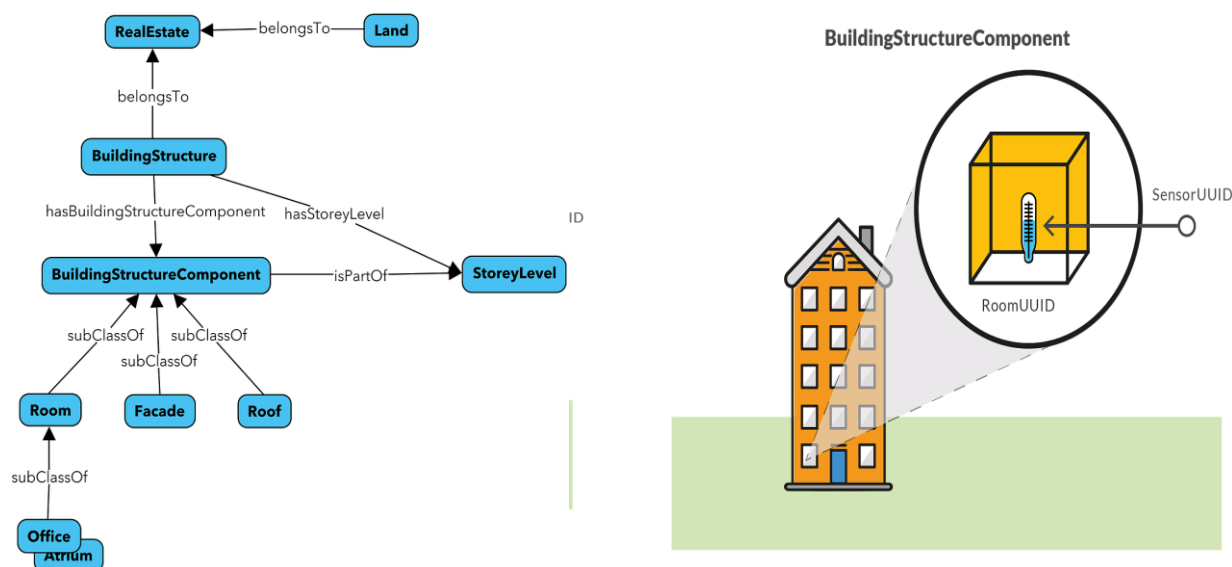 RealEstate
belongsTo
Land
belongsTo
BuildingStructure
hasBuildingStructureComponent
hasStoreyLevel
BuildingStructureComponent
isPartOf
StoreyLevel
subClassOf
subClassOf
subClassOf
Room
Facade
Roof
subClassOf
Office
Atrium
ID
BuildingStructureComponent
SensorUUID
RoomUUID